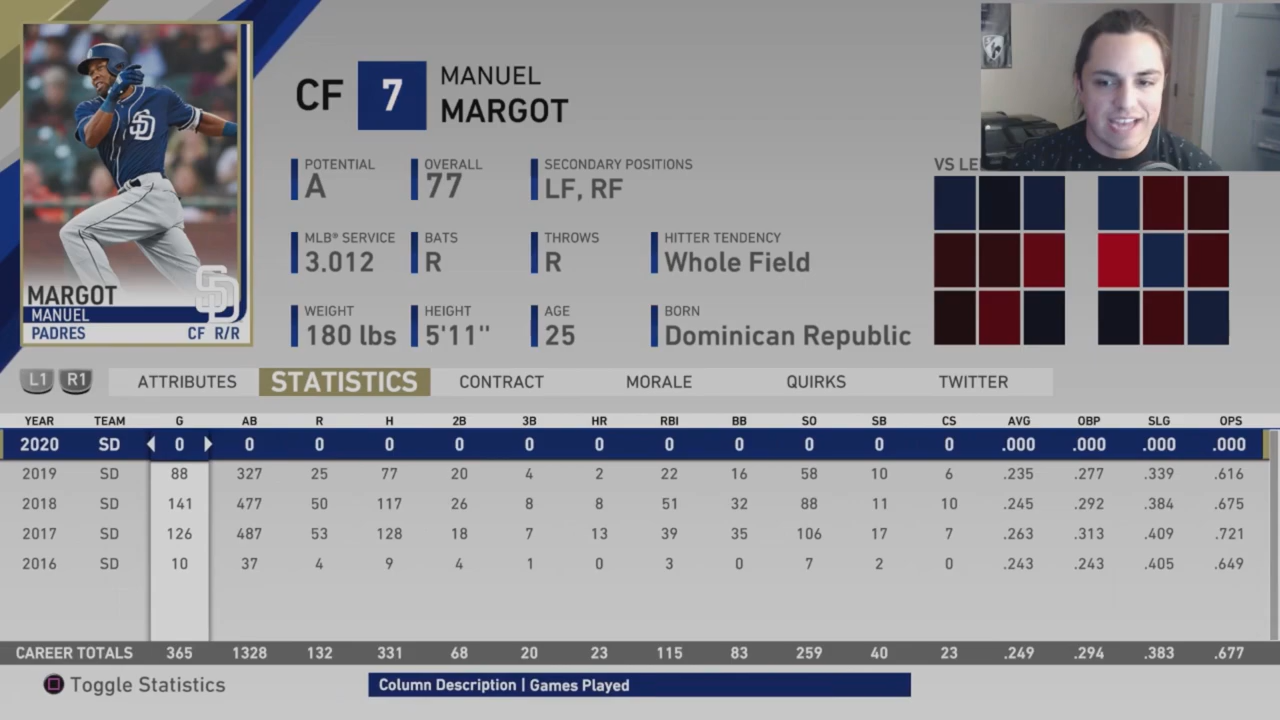 CF 7 MANUEL
MARGOT
POTENTIAL OVERALL SECONDARY POSITIONS
A 77 LF, RF
VS LE
MLB® SERVICE BATS THROWS HITTER TENDENCY
3.012 R R Whole Field
WEIGHT HEIGHT AGE BORN
180 lbs 5'11" 25 Dominican Republic
SD
MARGOT
MANUEL
PADRES CF R/R
SD
L1 R1 ATTRIBUTES STATISTICS CONTRACT MORALE QUIRKS TWITTER
YEAR TEAM G AB R H 2B 3B HR RBI BB SO SB CS AVG OBP SLG OPS
2020 SD 0 0 0 0 0 0 0 0 0 0 0 0 .000 .000 .000 .000
2019 SD 88 327 25 77 20 4 2 22 16 58 10 6 .235 .277 .339 .616
2018 SD 141 477 50 117 26 8 8 51 32 88 11 10 .245 .292 .384 .675
2017 SD 126 487 53 128 18 7 13 39 35 106 17 7 .263 .313 .409 .721
2016 SD 10 37 4 9 4 1 0 3 0 7 2 0 .243 .243 .405 .649
CAREER TOTALS 365 1328 132 331 68 20 23 115 83 259 40 23 .249 .294 .383 .677
Toggle Statistics Column Description | Games Played